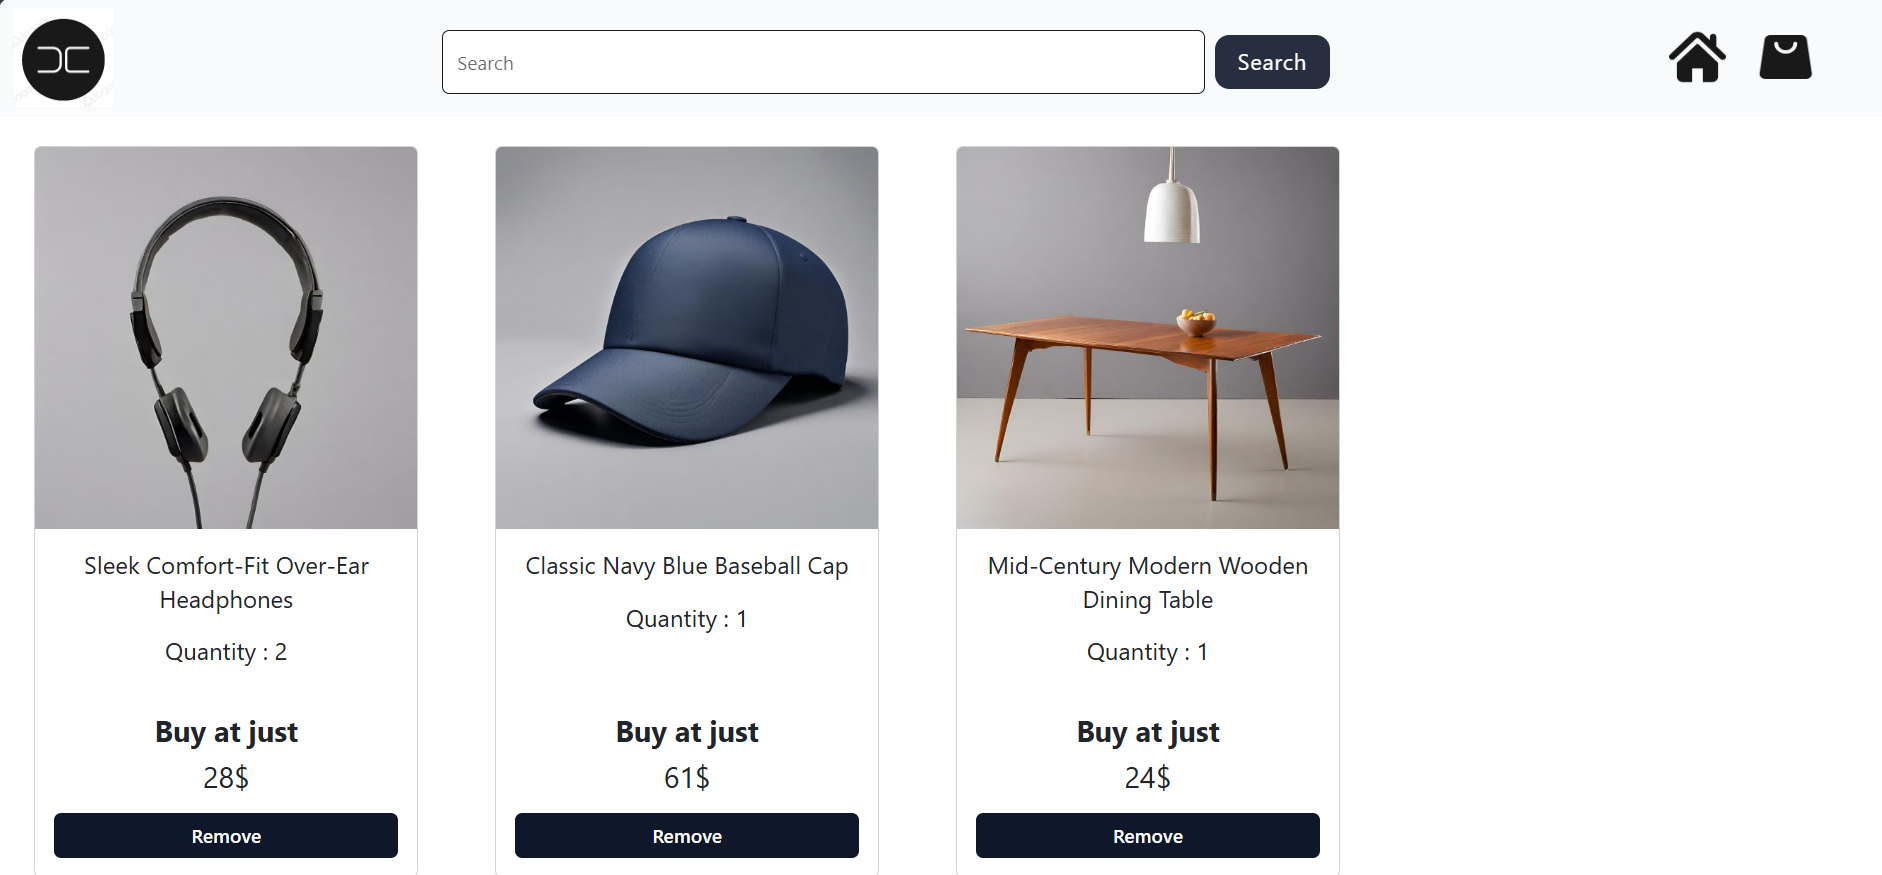 Search
Search
Sleek Comfort-Fit Over-Ear
Headphones
Quantity : 2
Buy at just
28$
Remove
Classic Navy Blue Baseball Cap
Quantity : 1
Buy at just
61$
Remove
Mid-Century Modern Wooden
Dining Table
Quantity : 1
Buy at just
24$
Remove